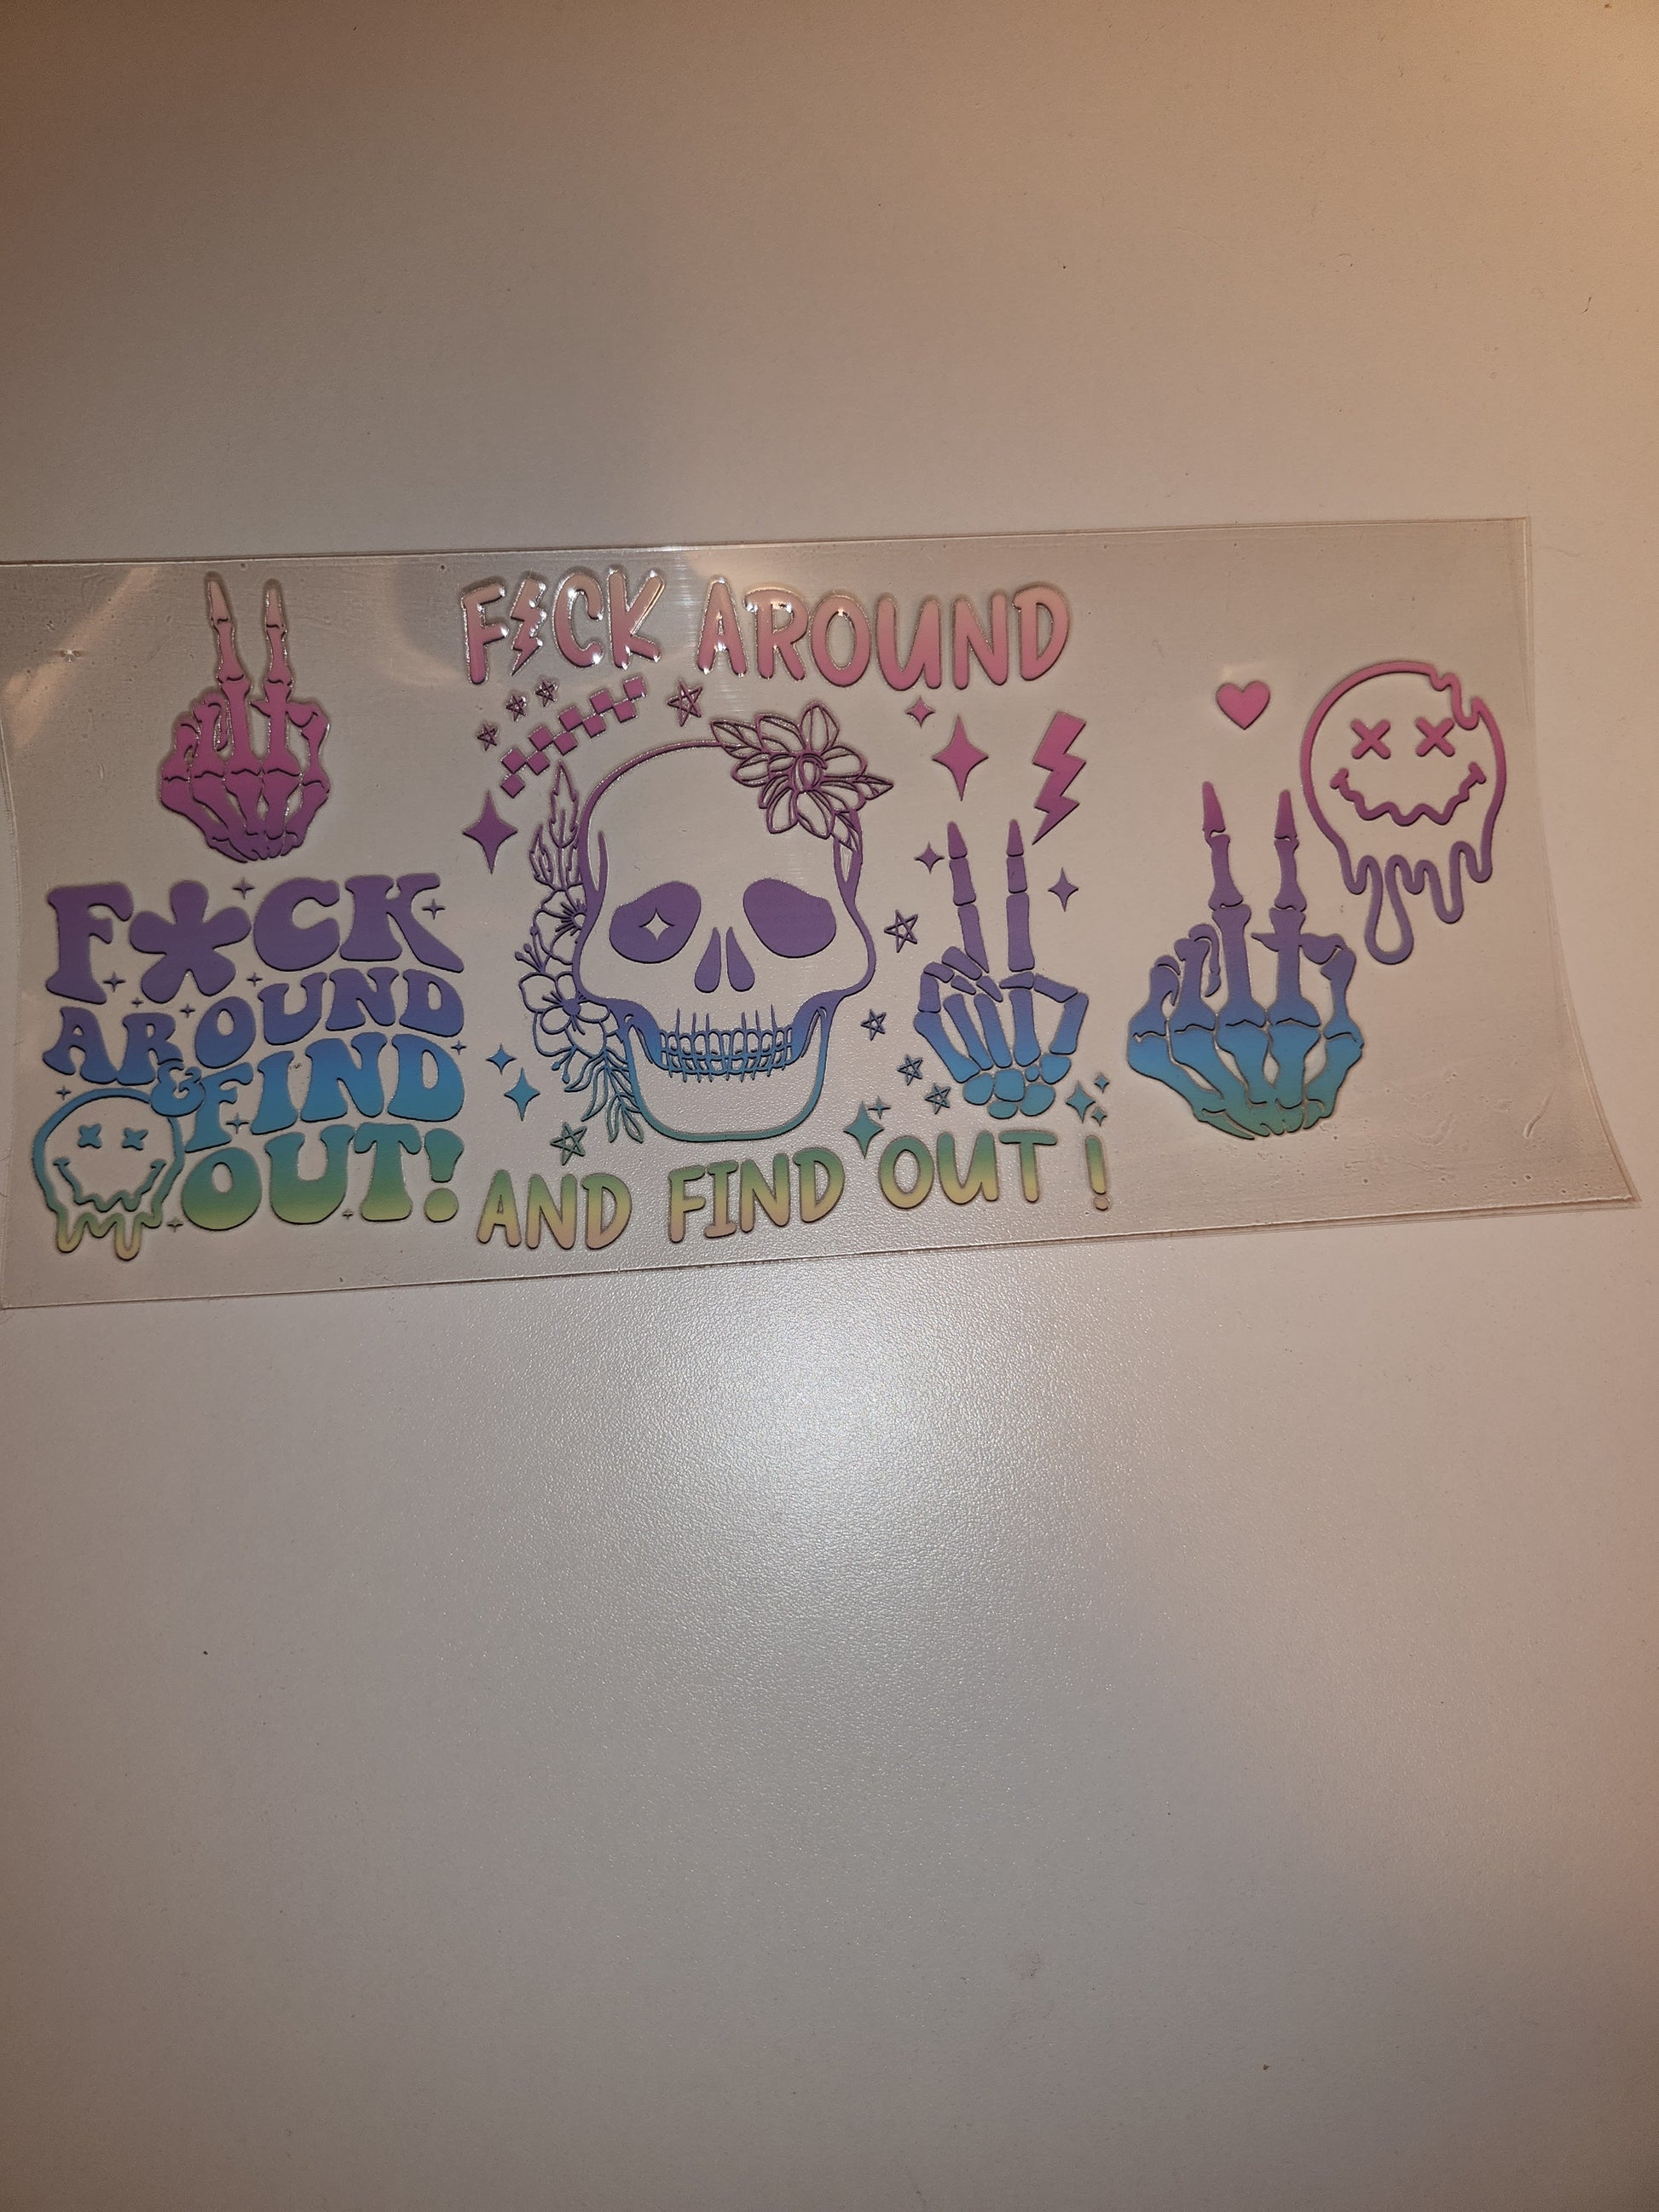 F⚡CK AROUND
AND FIND OUT!
F*CK
AROUND
& FIND
OUT!